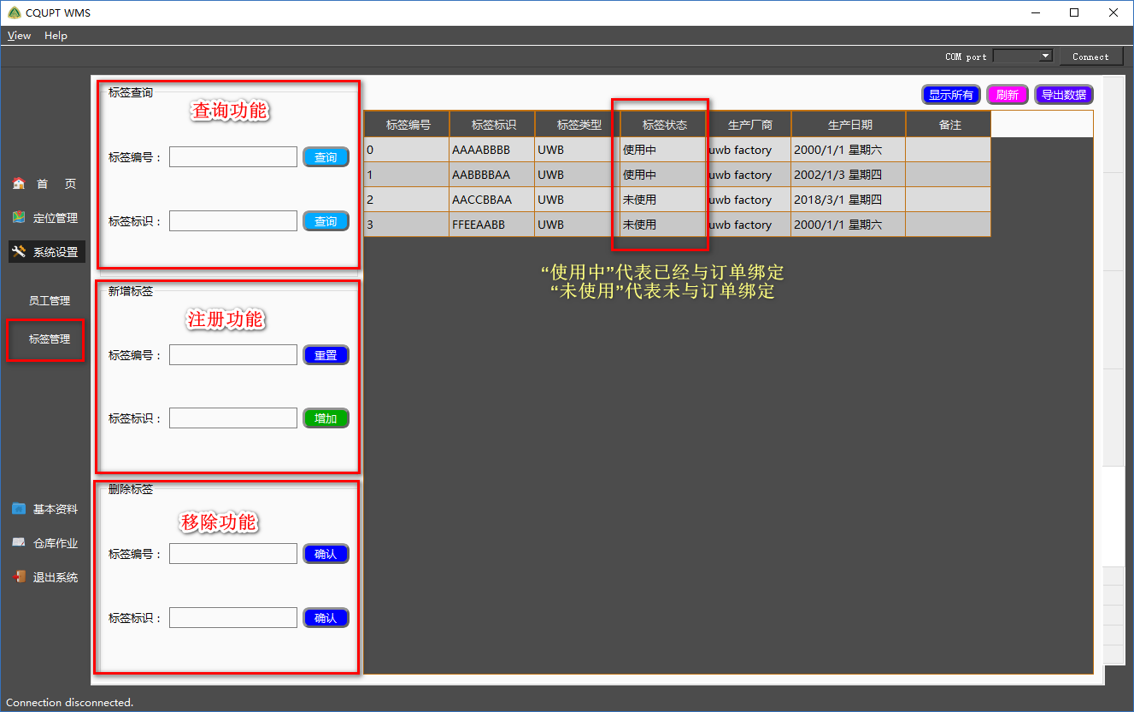 CQUPT WMS
View Help
COM port Connect
首 页
定位管理
系统设置
员工管理
标签管理
基本资料
仓库作业
退出系统
标签查询
查询功能
标签编号： 查询
标签标识： 查询
新增标签
注册功能
标签编号： 重置
标签标识： 增加
删除标签
移除功能
标签编号： 确认
标签标识： 确认
显示所有 刷新 导出数据
标签编号 标签标识 标签类型 标签状态 生产厂商 生产日期 备注
0 AAAABBBB UWB 使用中 uwb factory 2000/1/1 星期六
1 AABBBBAA UWB 使用中 uwb factory 2002/1/3 星期四
2 AACCBBAA UWB 未使用 uwb factory 2018/3/1 星期四
3 FFEEAABB UWB 未使用 uwb factory 2000/1/1 星期六
“使用中”代表已经与订单绑定
“未使用”代表未与订单绑定
Connection disconnected.